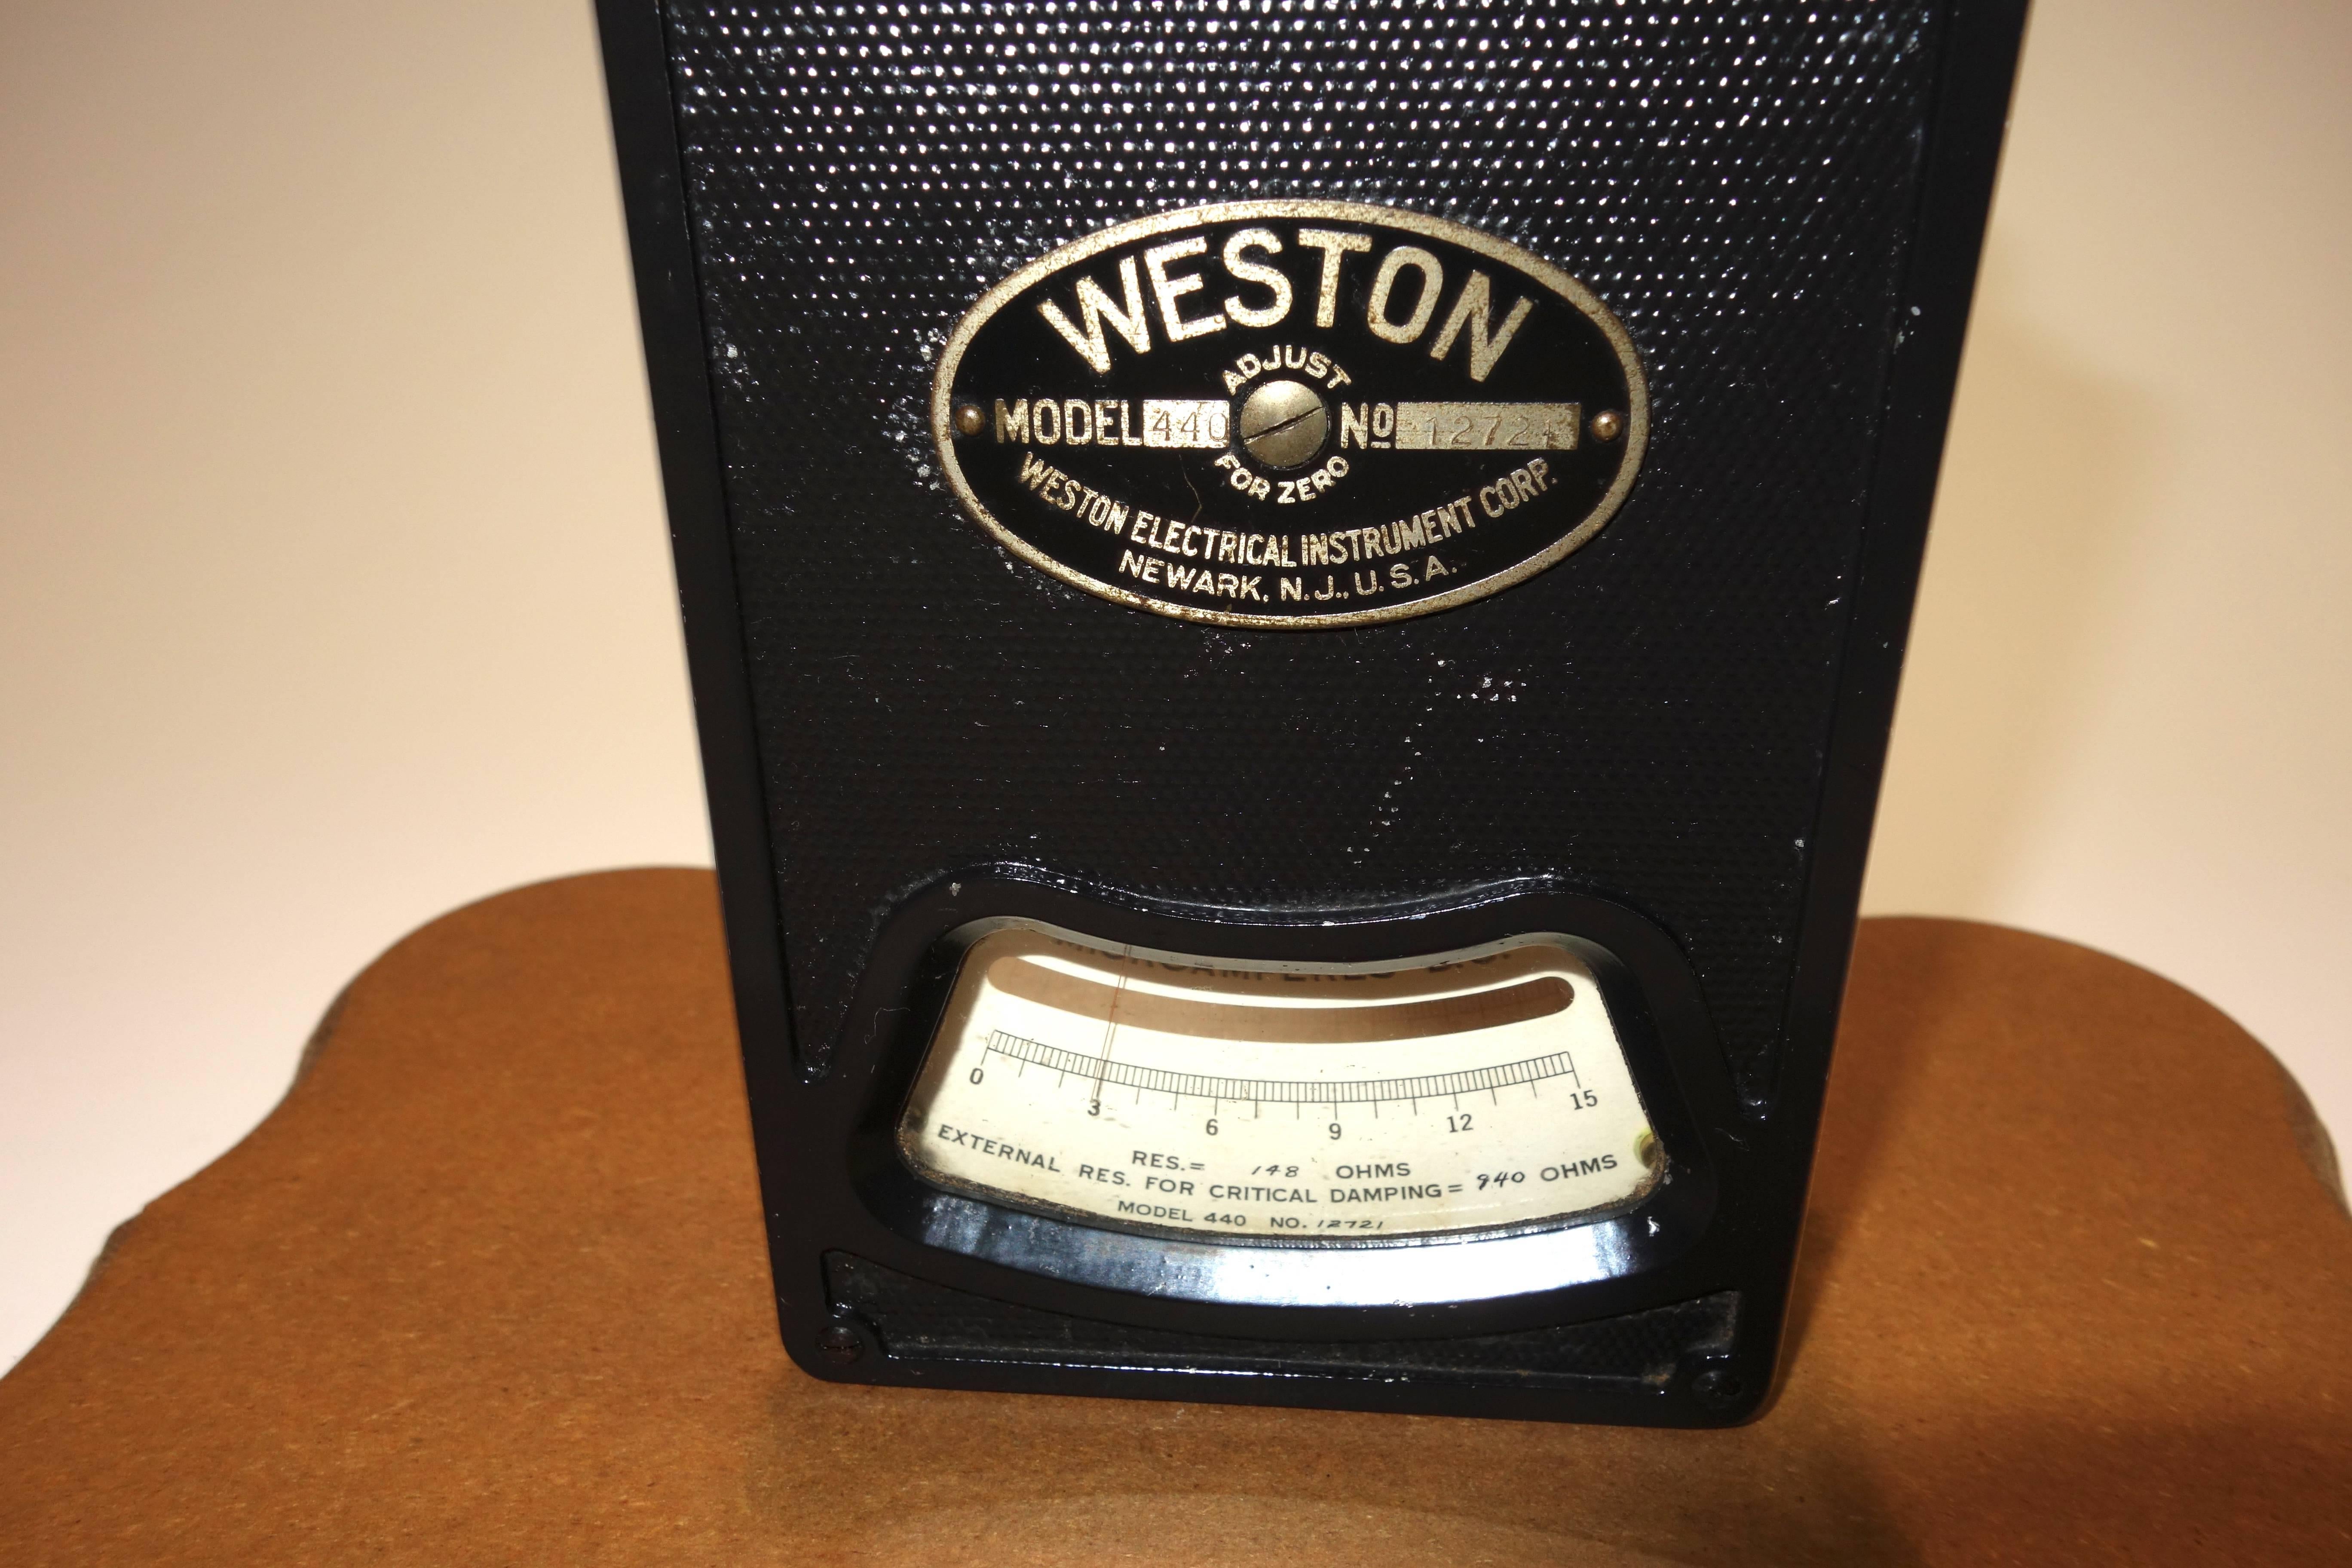 WESTON
ADJUST
MODEL 440 No 12721
FOR ZERO
WESTON ELECTRICAL INSTRUMENT CORP.
NEWARK, N.J., U.S.A.
MICROAMPERES D.C.
0 3 6 9 12 15
RES.= 148 OHMS
EXTERNAL RES. FOR CRITICAL DAMPING= 940 OHMS
MODEL 440 NO. 12721